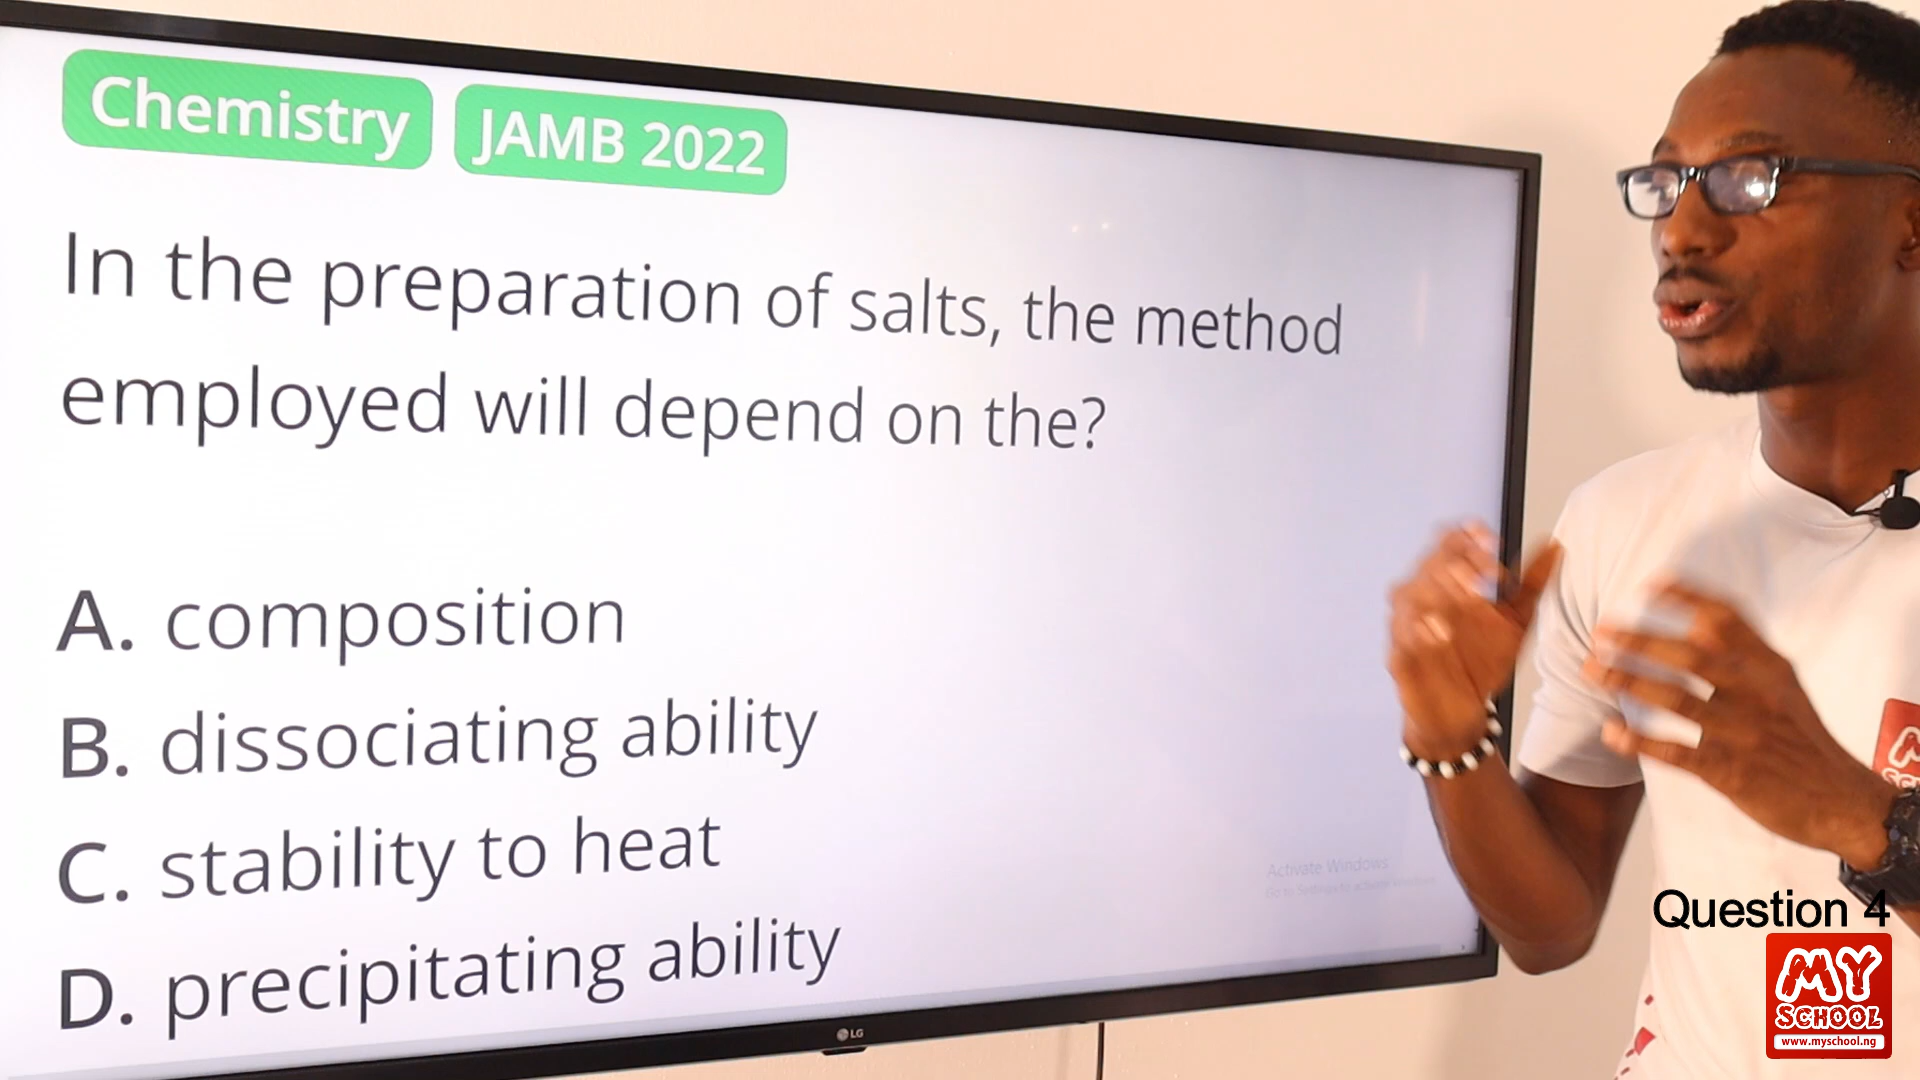 Chemistry JAMB 2022
In the preparation of salts, the method
employed will depend on the?
A. composition
B. dissociating ability
C. stability to heat
D. precipitating ability
Activate Windows
LG
Question 4
MY
SCHOOL
www.myschool.ng